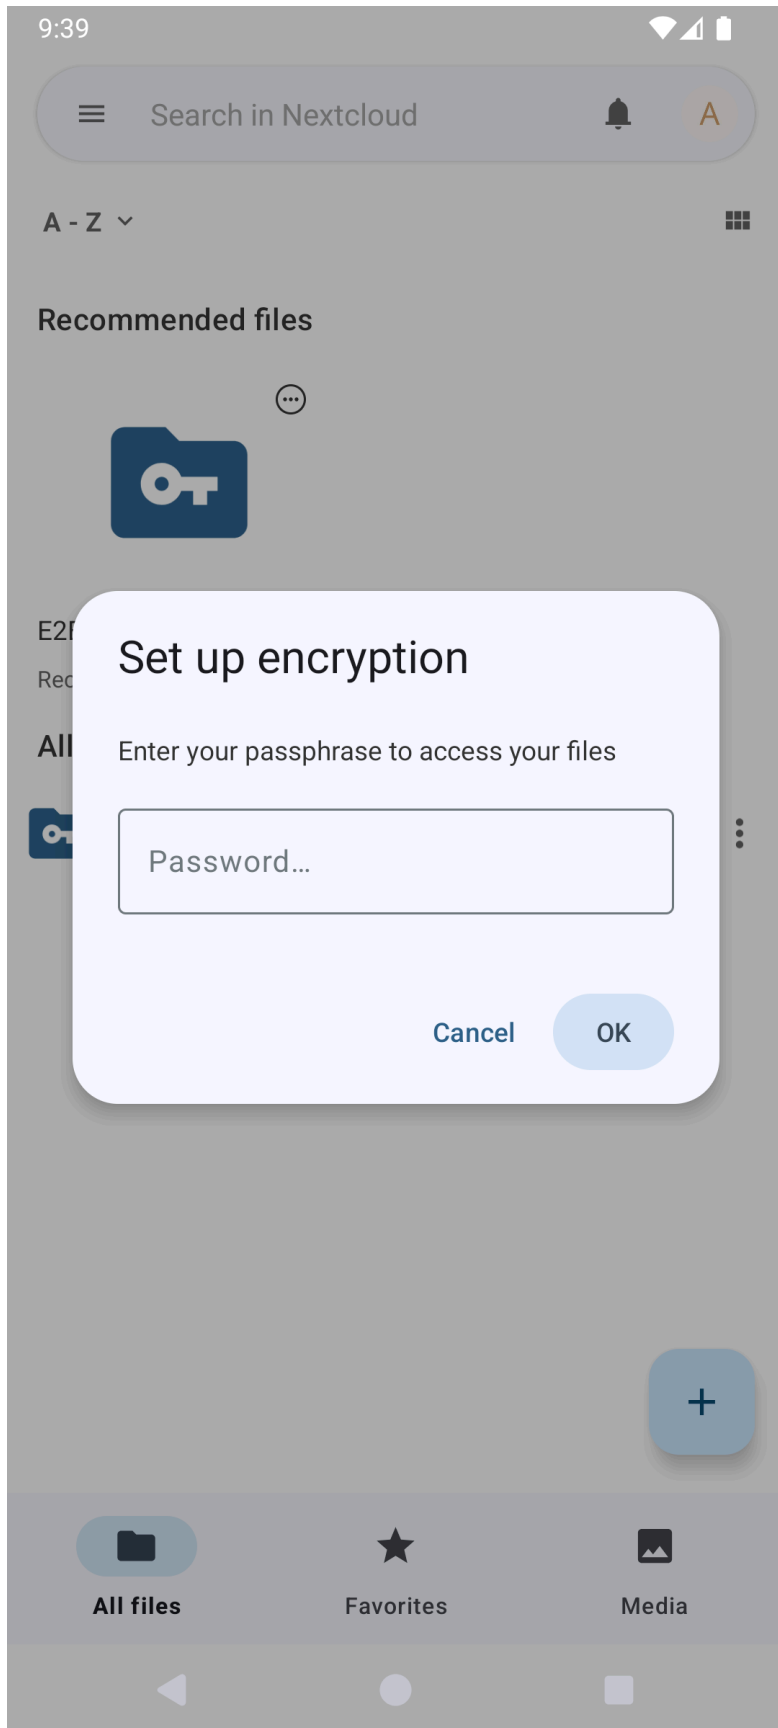 9:39
Search in Nextcloud
A
A - Z
Recommended files
Set up encryption
Enter your passphrase to access your files
All
Password…
Cancel
OK
All files
Favorites
Media